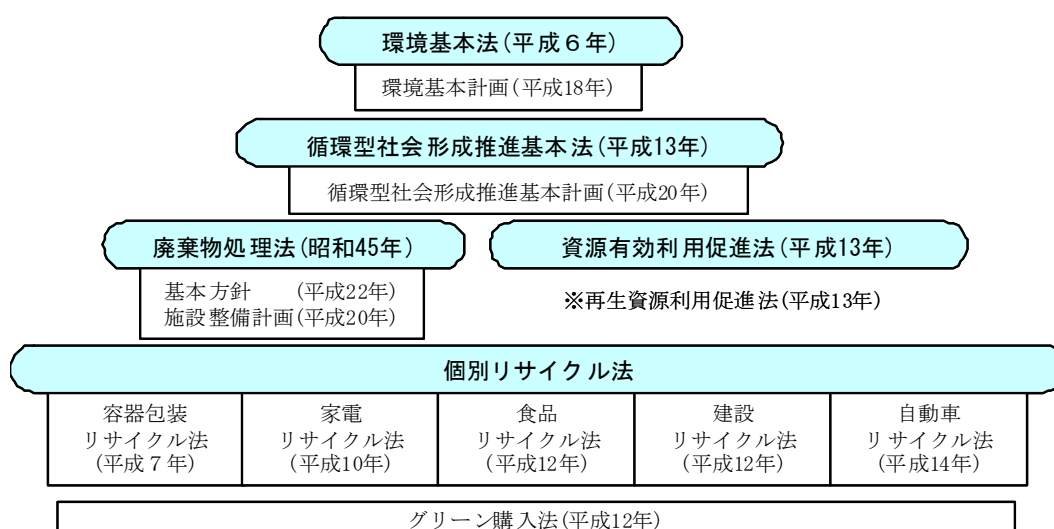 環境基本法(平成６年)
環境基本計画(平成18年)
循環型社会形成推進基本法(平成13年)
循環型社会形成推進基本計画(平成20年)
廃棄物処理法(昭和45年)
資源有効利用促進法(平成13年)
基本方針　　(平成22年)
施設整備計画(平成20年)
※再生資源利用促進法(平成13年)
個別リサイクル法
容器包装
リサイクル法
(平成７年)
家電
リサイクル法
(平成10年)
食品
リサイクル法
(平成12年)
建設
リサイクル法
(平成12年)
自動車
リサイクル法
(平成14年)
グリーン購入法(平成12年)